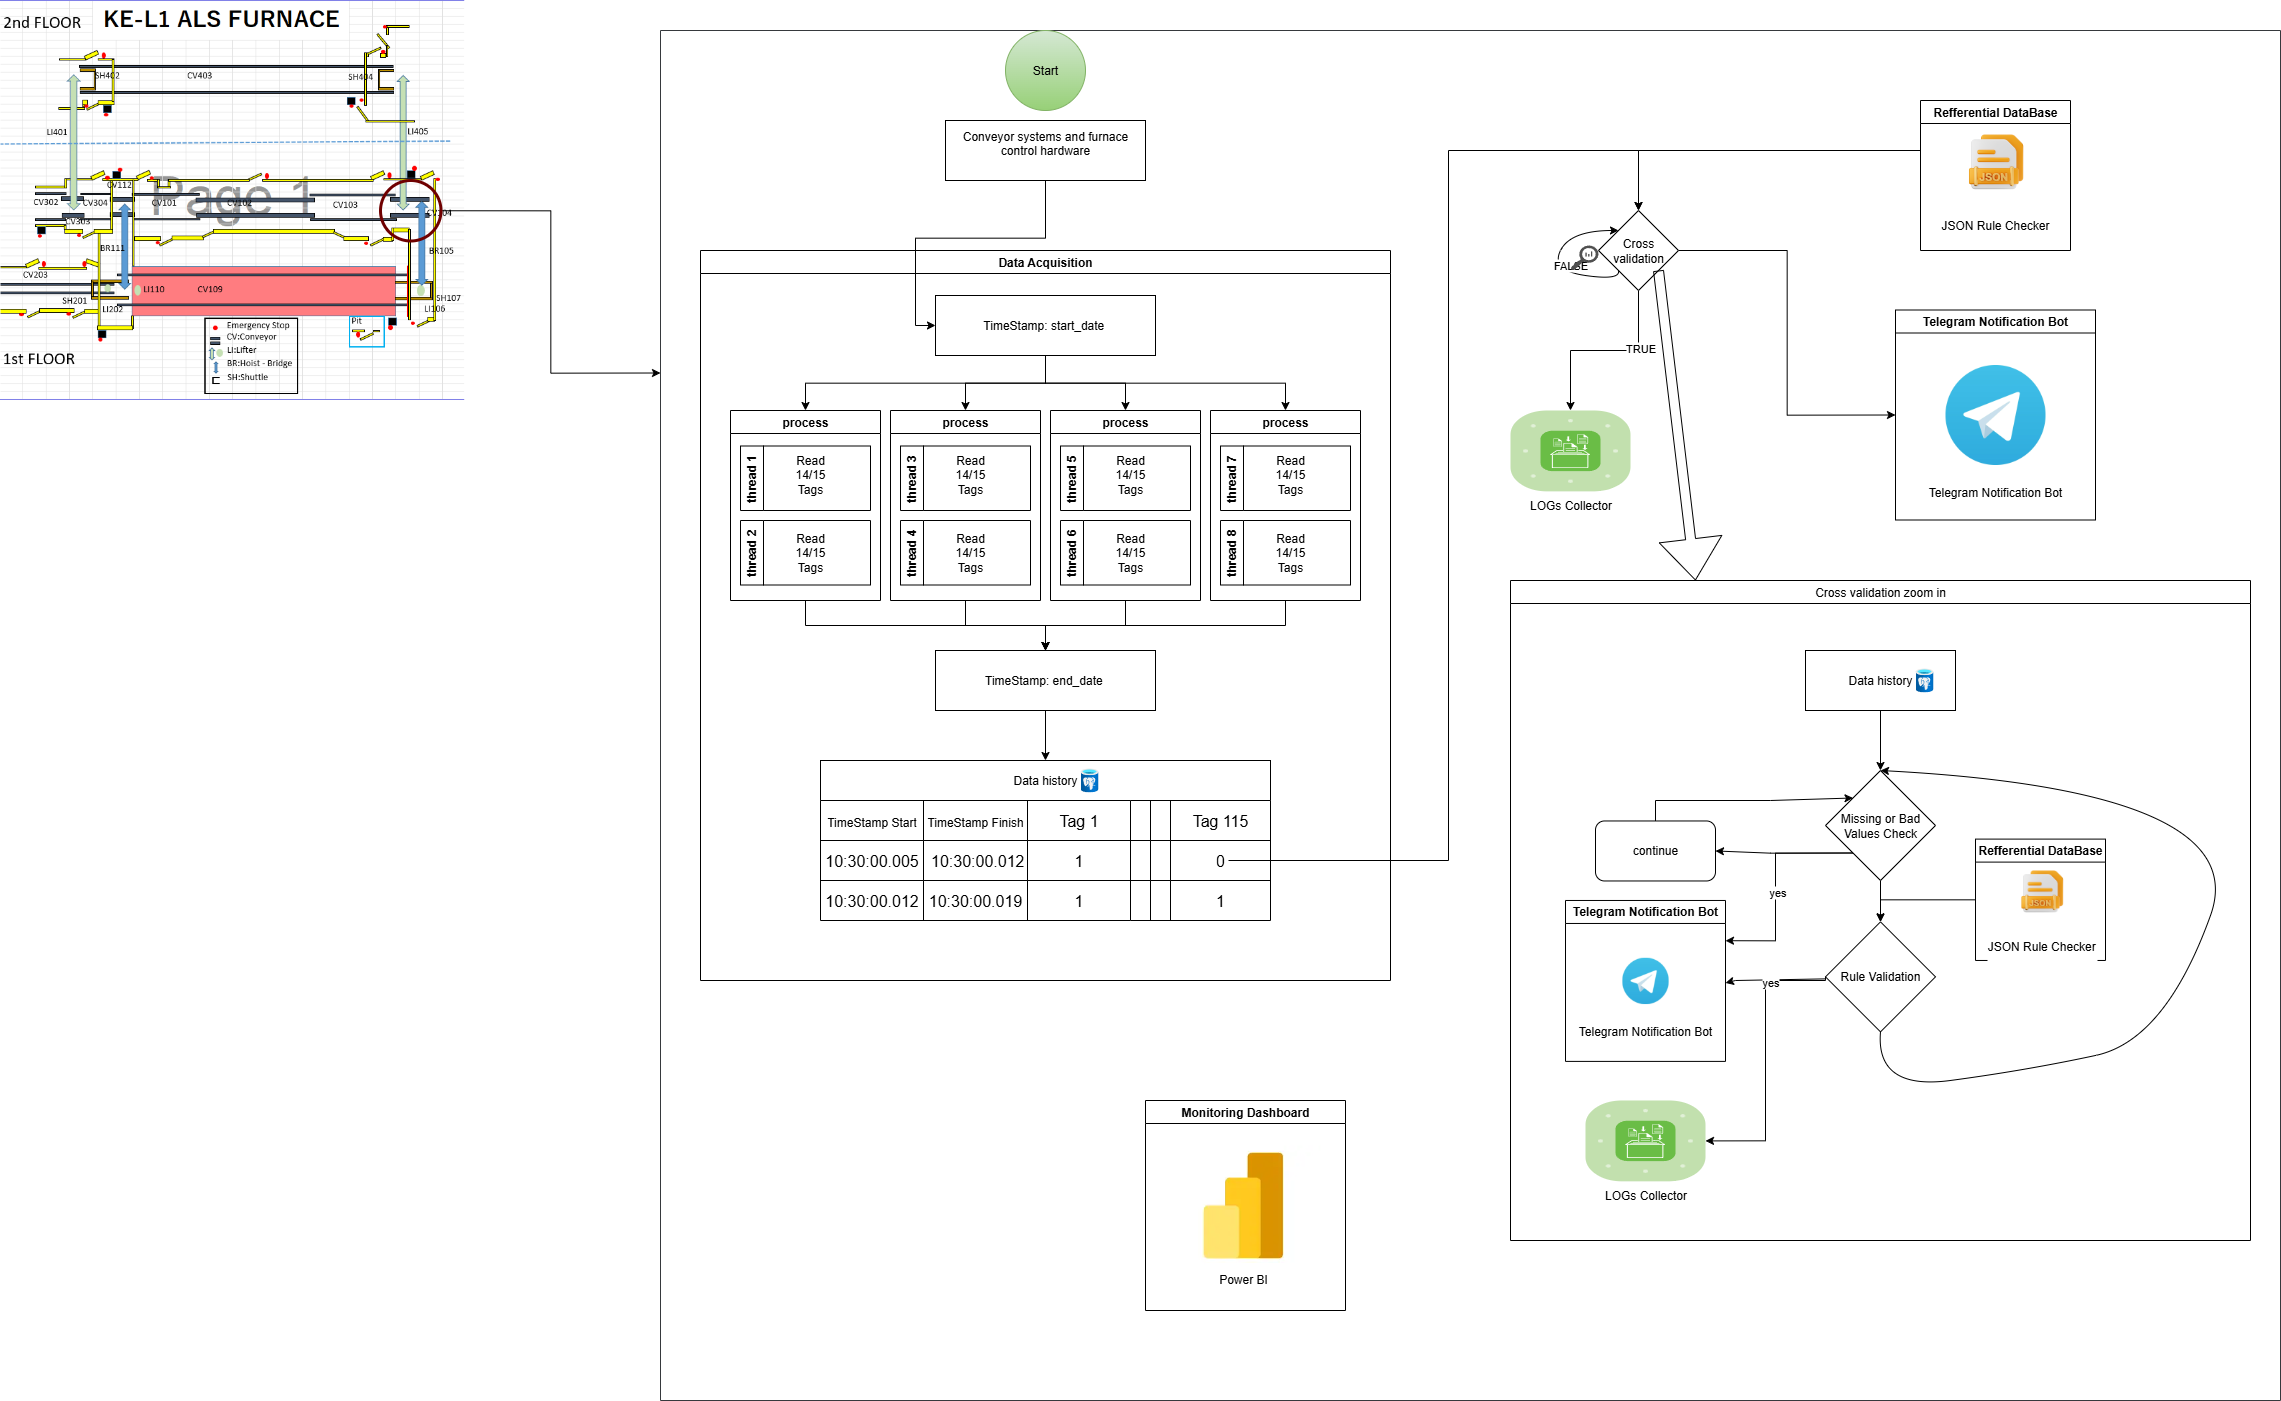 2nd FLOOR
KE-L1 ALS FURNACE
SH402
CV403
SH404
LI401
LI405
CV112
Page 1
CV302
CV304
CV101
CV102
CV103
CV104
CV303
BR111
BR105
CV203
LI110
CV109
SH201
LI202
SH107
LI106
Pit
Emergency Stop
CV:Conveyor
LI:Lifter
BR:Hoist - Bridge
SH:Shuttle
1st FLOOR
Start
Conveyor systems and furnace
control hardware
Data Acquisition
TimeStamp: start_date
process
thread 1
Read
14/15
Tags
thread 2
Read
14/15
Tags
process
thread 3
Read
14/15
Tags
thread 4
Read
14/15
Tags
process
thread 5
Read
14/15
Tags
thread 6
Read
14/15
Tags
process
thread 7
Read
14/15
Tags
thread 8
Read
14/15
Tags
TimeStamp: end_date
Data history
TimeStamp Start TimeStamp Finish Tag 1 Tag 115
10:30:00.005 10:30:00.012 1 0
10:30:00.012 10:30:00.019 1 1
Monitoring Dashboard
Power BI
Refferential DataBase
JSON
JSON Rule Checker
Cross
validation
FALSE
TRUE
LOGs Collector
Telegram Notification Bot
Telegram Notification Bot
Cross validation zoom in
Data history
Missing or Bad
Values Check
continue
yes
Refferential DataBase
JSON
JSON Rule Checker
Telegram Notification Bot
Telegram Notification Bot
Rule Validation
yes
LOGs Collector